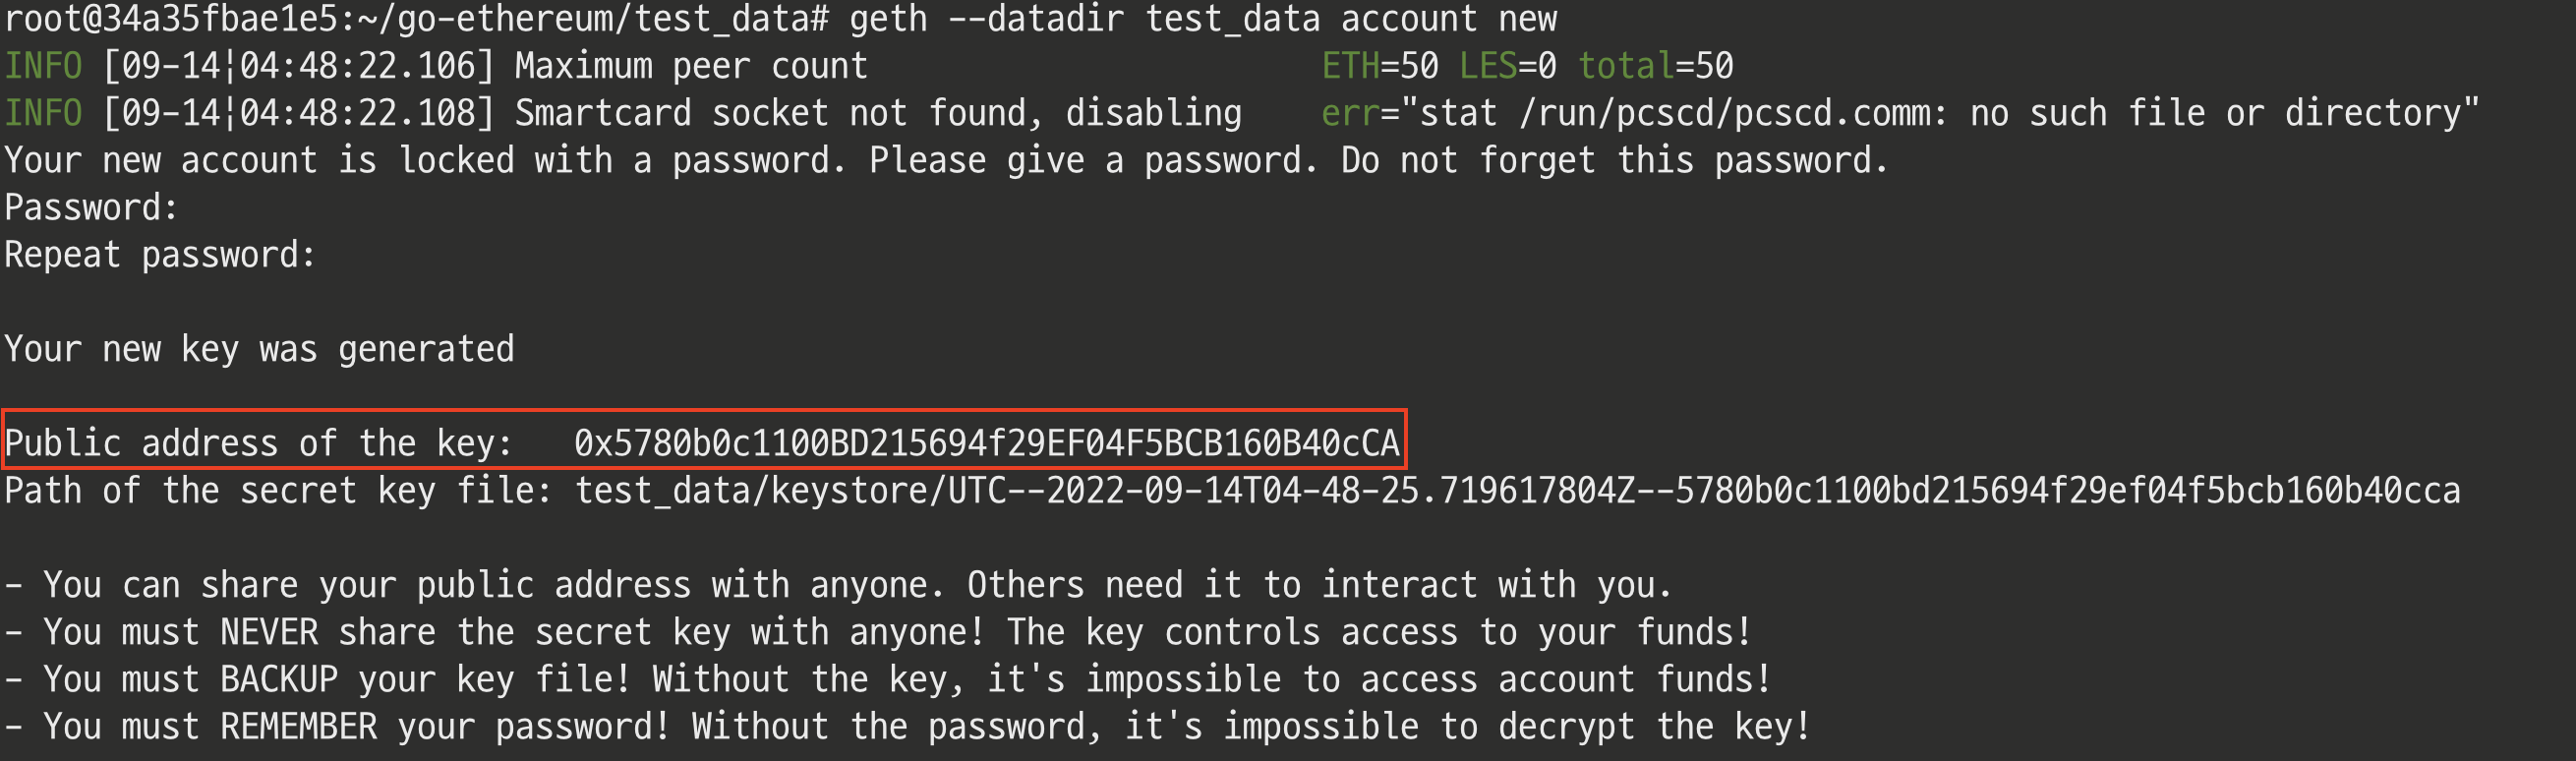 root@34a35fbae1e5:~/go-ethereum/test_data# geth --datadir test_data account new
INFO [09-14|04:48:22.106] Maximum peer count                       ETH=50 LES=0 total=50
INFO [09-14|04:48:22.108] Smartcard socket not found, disabling    err="stat /run/pcscd/pcscd.comm: no such file or directory"
Your new account is locked with a password. Please give a password. Do not forget this password.
Password:
Repeat password:
Your new key was generated
Public address of the key:   0x5780b0c1100BD215694f29EF04F5BCB160B40cCA
Path of the secret key file: test_data/keystore/UTC--2022-09-14T04-48-25.719617804Z--5780b0c1100bd215694f29ef04f5bcb160b40cca
- You can share your public address with anyone. Others need it to interact with you.
- You must NEVER share the secret key with anyone! The key controls access to your funds!
- You must BACKUP your key file! Without the key, it's impossible to access account funds!
- You must REMEMBER your password! Without the password, it's impossible to decrypt the key!